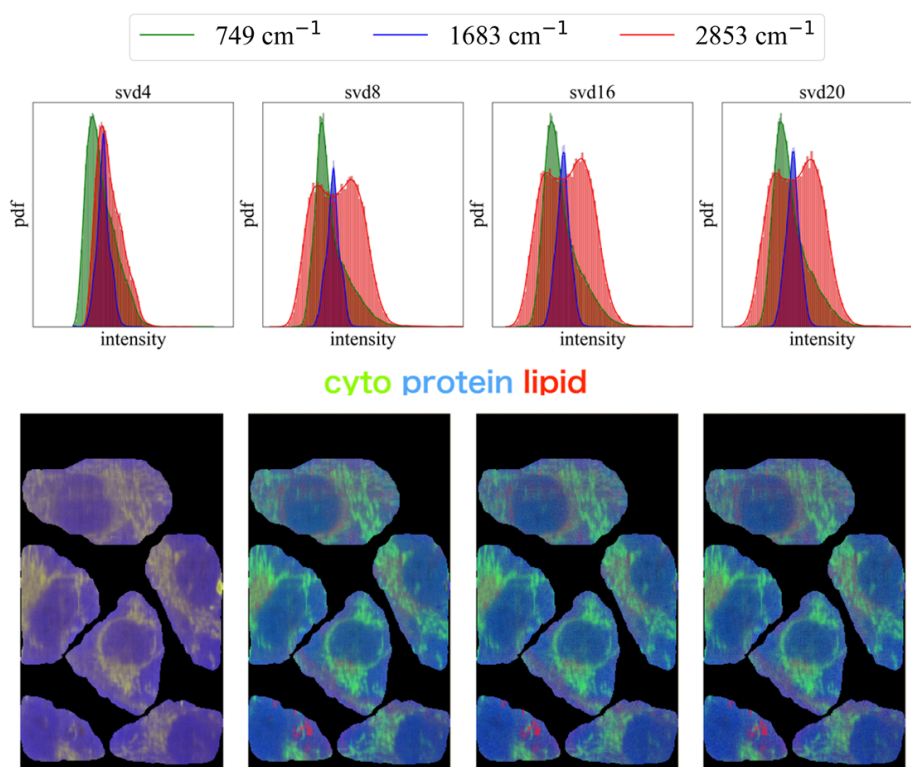 749 cm⁻¹ 1683 cm⁻¹ 2853 cm⁻¹
svd4 svd8 svd16 svd20
pdf pdf pdf pdf
intensity intensity intensity intensity
cyto protein lipid